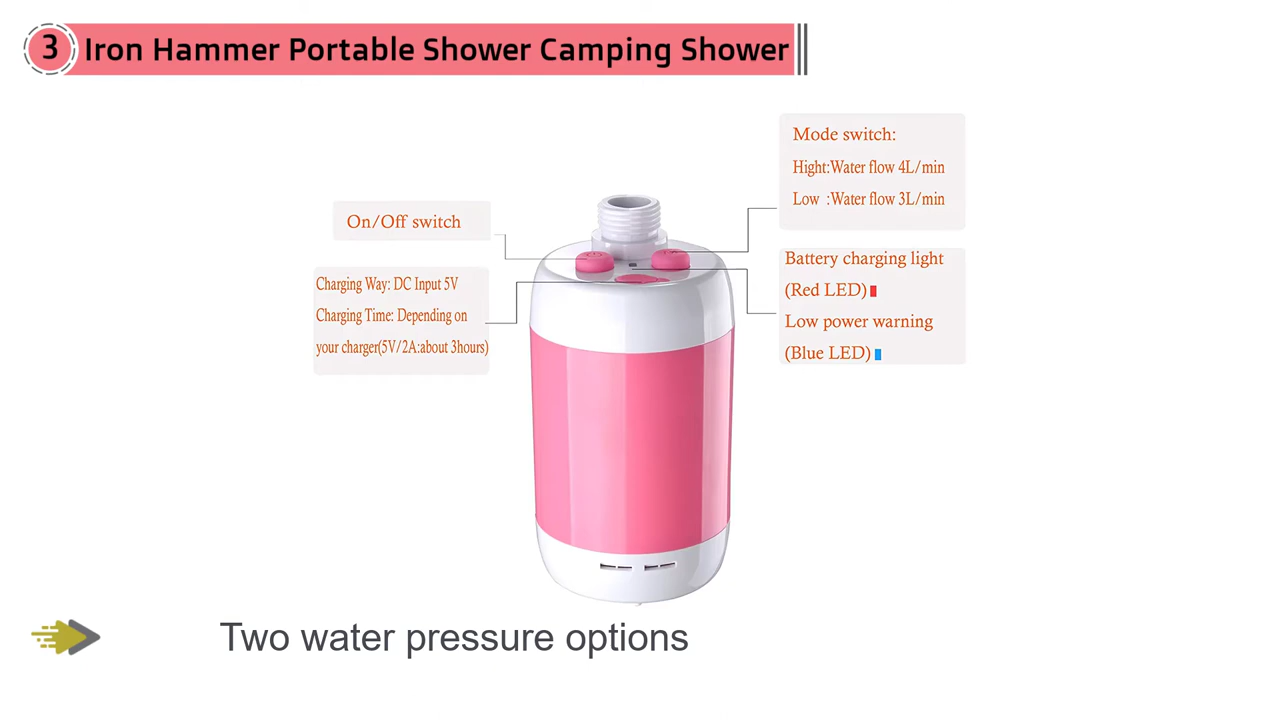 3
Iron Hammer Portable Shower Camping Shower
Mode switch:
Hight:Water flow 4L/min
Low :Water flow 3L/min
On/Off switch
Battery charging light
(Red LED)
Low power warning
(Blue LED)
Charging Way: DC Input 5V
Charging Time: Depending on
your charger(5V/2A:about 3hours)
Two water pressure options